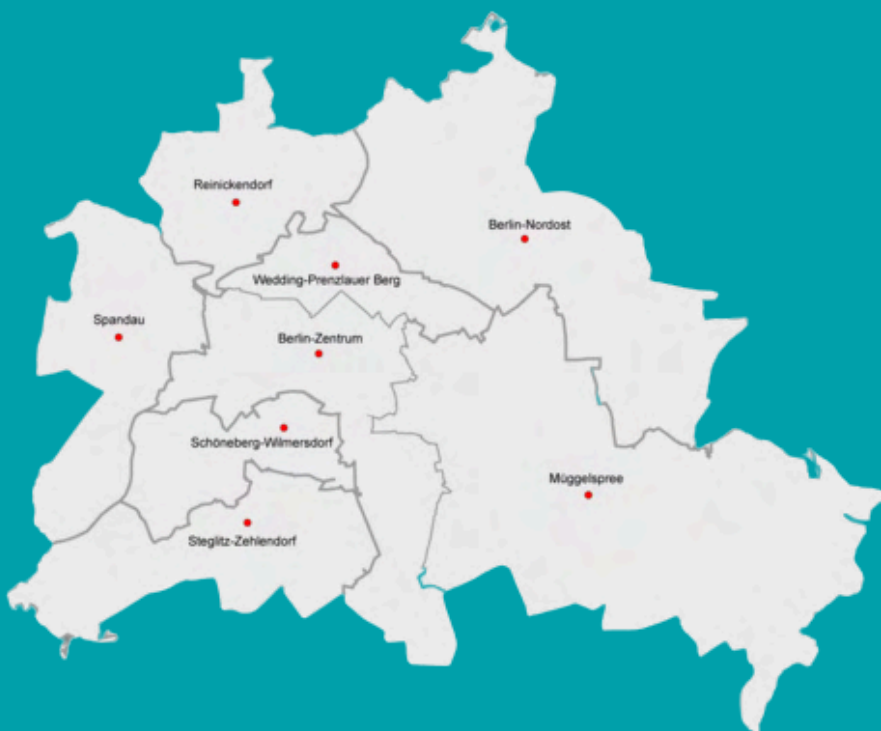 Reinickendorf
Berlin-Nordost
Wedding-Prenzlauer Berg
Spandau
Berlin-Zentrum
Schöneberg-Wilmersdorf
Müggelspree
Steglitz-Zehlendorf